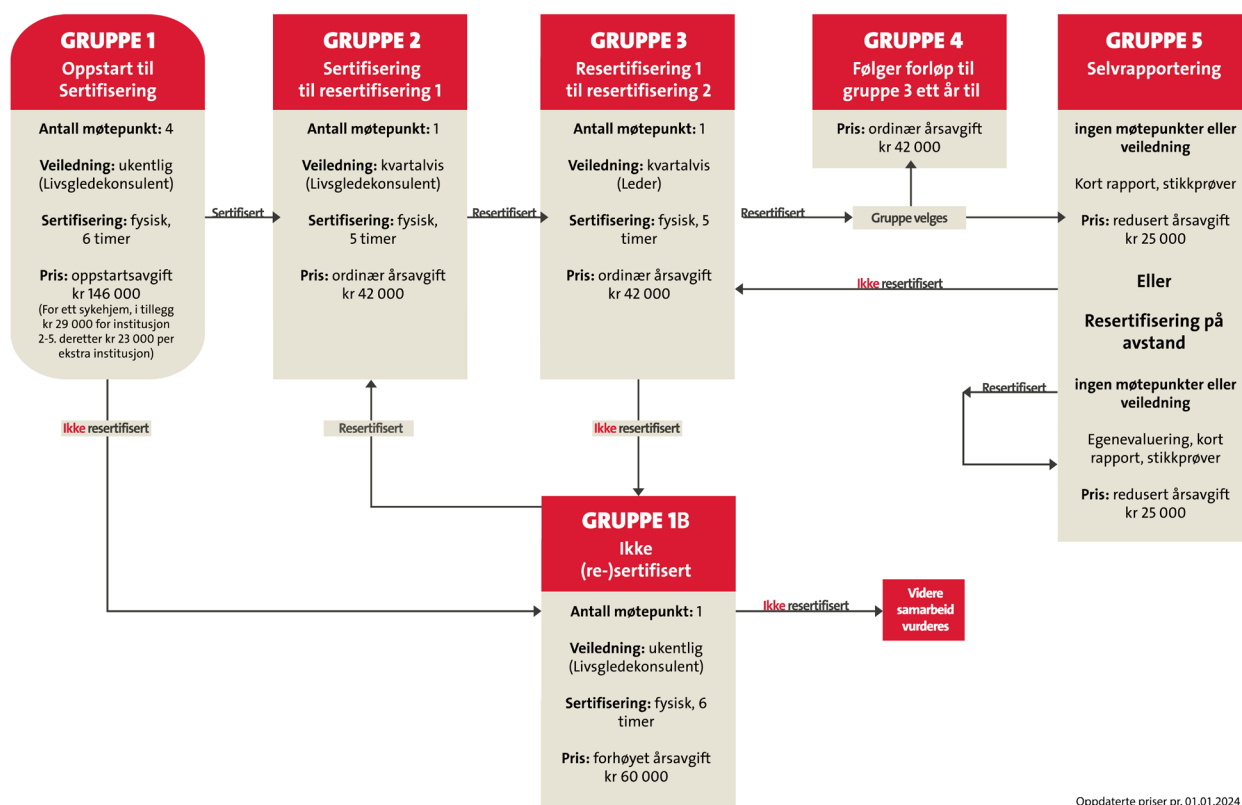 GRUPPE 1
Oppstart til
Sertifisering
Antall møtepunkt: 4
Veiledning: ukentlig
(Livsgledekonsulent)
Sertifisering: fysisk,
6 timer
Pris: oppstartsavgift
kr 146 000
(For ett sykehjem, i tillegg
kr 29 000 for institusjon
2-5. deretter kr 23 000 per
ekstra institusjon)
Sertifisert
GRUPPE 2
Sertifisering
til resertifisering 1
Antall møtepunkt: 1
Veiledning: kvartalvis
(Livsgledekonsulent)
Sertifisering: fysisk,
5 timer
Pris: ordinær årsavgift
kr 42 000
Resertifisert
GRUPPE 3
Resertifisering 1
til resertifisering 2
Antall møtepunkt: 1
Veiledning: kvartalvis
(Leder)
Sertifisering: fysisk, 5
timer
Pris: ordinær årsavgift
kr 42 000
Resertifisert
Gruppe velges
GRUPPE 4
Følger forløp til
gruppe 3 ett år til
Pris: ordinær årsavgift
kr 42 000
Ikke resertifisert
GRUPPE 5
Selvrapportering
ingen møtepunkter eller
veiledning
Kort rapport, stikkprøver
Pris: redusert årsavgift
kr 25 000
Eller
Resertifisering på
avstand
ingen møtepunkter eller
veiledning
Egenevaluering, kort
rapport, stikkprøver
Pris: redusert årsavgift
kr 25 000
Resertifisert
Ikke resertifisert
Resertifisert
Ikke resertifisert
GRUPPE 1B
Ikke
(re-)sertifisert
Antall møtepunkt: 1
Veiledning: ukentlig
(Livsgledekonsulent)
Sertifisering: fysisk, 6
timer
Pris: forhøyet årsavgift
kr 60 000
Ikke resertifisert
Videre
samarbeid
vurderes
Oppdaterte priser pr. 01.01.2024